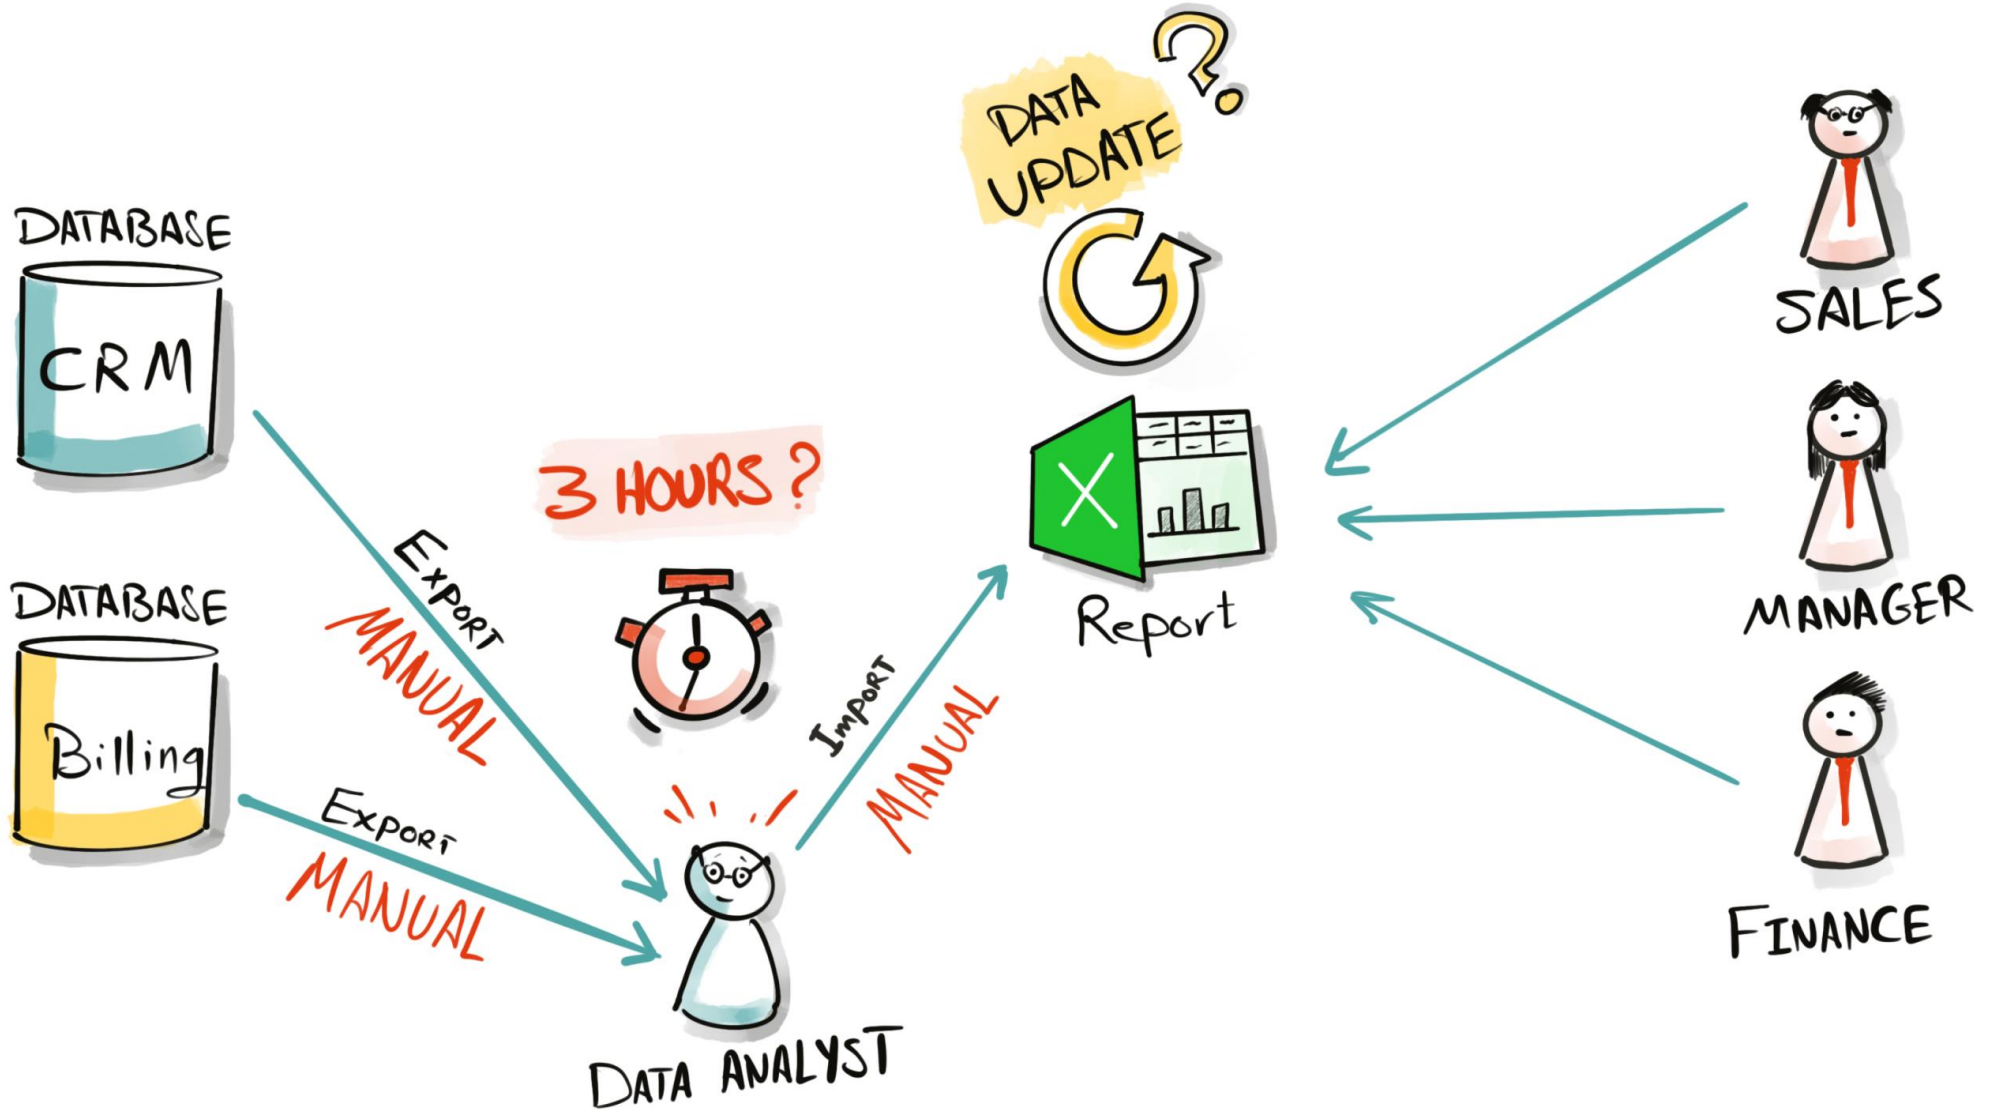 DATA
UPDATE
?
DATABASE
CRM
DATABASE
Billing
EXPORT
MANUAL
EXPORT
MANUAL
3 HOURS ?
DATA ANALYST
IMPORT
MANUAL
X
Report
SALES
MANAGER
FINANCE